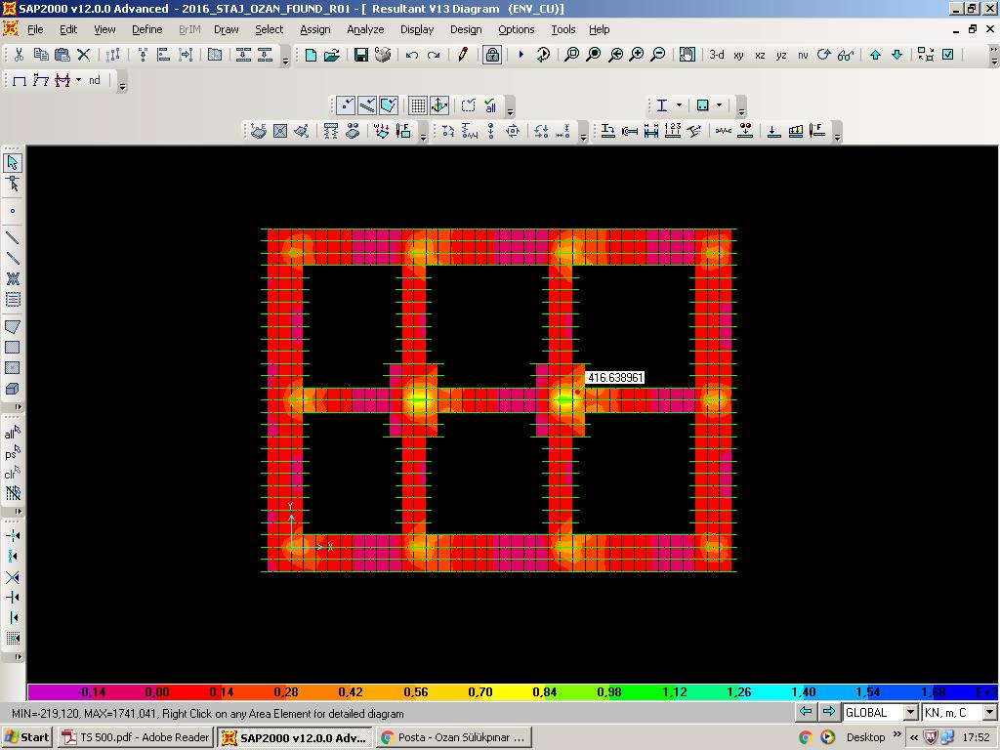 SAP2000 v12.0.0 Advanced - 2016_STAJ_OZAN_FOUND_R01 - [ Resultant V13 Diagram (ENV_CU)]
File Edit View Define BrIM Draw Select Assign Analyze Display Design Options Tools Help
3-d xy xz yz nv
nd
all
416.638961
all
ps
clr
Y
X
-0,14 0,00 0,14 0,28 0,42 0,56 0,70 0,84 0,98 1,12 1,26 1,40 1,54 1,68 E+3
MIN=-219,120, MAX=1741,041, Right Click on any Area Element for detailed diagram GLOBAL KN, m, C
Start TS 500.pdf - Adobe Reader SAP2000 v12.0.0 Adv... Posta - Ozan Sülükpınar ... Desktop » « 17:52